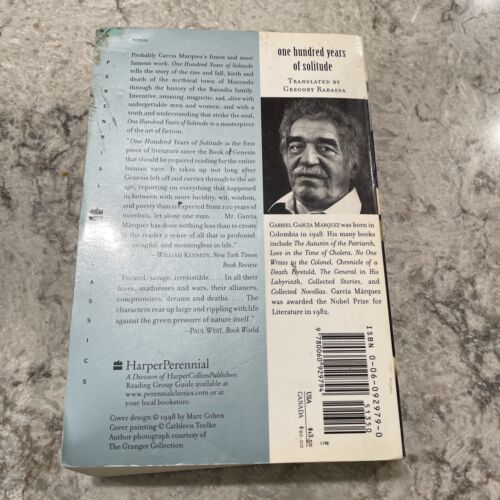 FICTION
Probably García Márquez's finest and most
famous work, One Hundred Years of Solitude
tells the story of the rise and fall, birth and
death of the mythical town of Macondo
through the history of the Buendía family.
Inventive, amusing, magnetic, sad, alive with
unforgettable men and women, and with a
truth and understanding that strike the soul,
One Hundred Years of Solitude is a masterpiece
of the art of fiction.
"One Hundred Years of Solitude is the first
piece of literature since the Book of Genesis
that should be required reading for the entire
human race. It takes up not long after
Genesis left off and carries through to the air
age, reporting on everything that happened
in between with more lucidity, wit, wisdom,
and poetry than is expected from 100 years of
novelists, let alone one man. . . . Mr. García
Márquez has done nothing less than to create
in the reader a sense of all that is profound,
meaningful, and meaningless in life."
—WILLIAM KENNEDY, New York Times
Book Review
"Fecund, savage, irresistible. . . . In all their
loves, madnesses and wars, their alliances,
compromises, dreams and deaths. . . . The
characters rear up large and rippling with life
against the green pressure of nature itself."
—PAUL WEST, Book World
HarperPerennial
A Division of HarperCollinsPublishers
Reading Group Guide available at
www.perennialclassics.com or at
your local bookstore.
Cover design © 1998 by Marc Cohen
Cover painting © Cathleen Toelke
Author photograph courtesy of
The Granger Collection
PERENNIAL
CLASSICS
one hundred years
of solitude
TRANSLATED BY
GREGORY RABASSA
GABRIEL GARCÍA MÁRQUEZ was born in
Colombia in 1928. His many books
include The Autumn of the Patriarch,
Love in the Time of Cholera, No One
Writes to the Colonel, Chronicle of a
Death Foretold, The General in His
Labyrinth, Collected Stories, and
Collected Novellas. García Márquez
was awarded the Nobel Prize for
Literature in 1982.
ISBN 0-06-092979-0
51350
9 780060 929794
USA $13.50
CANADA $20.00
1198